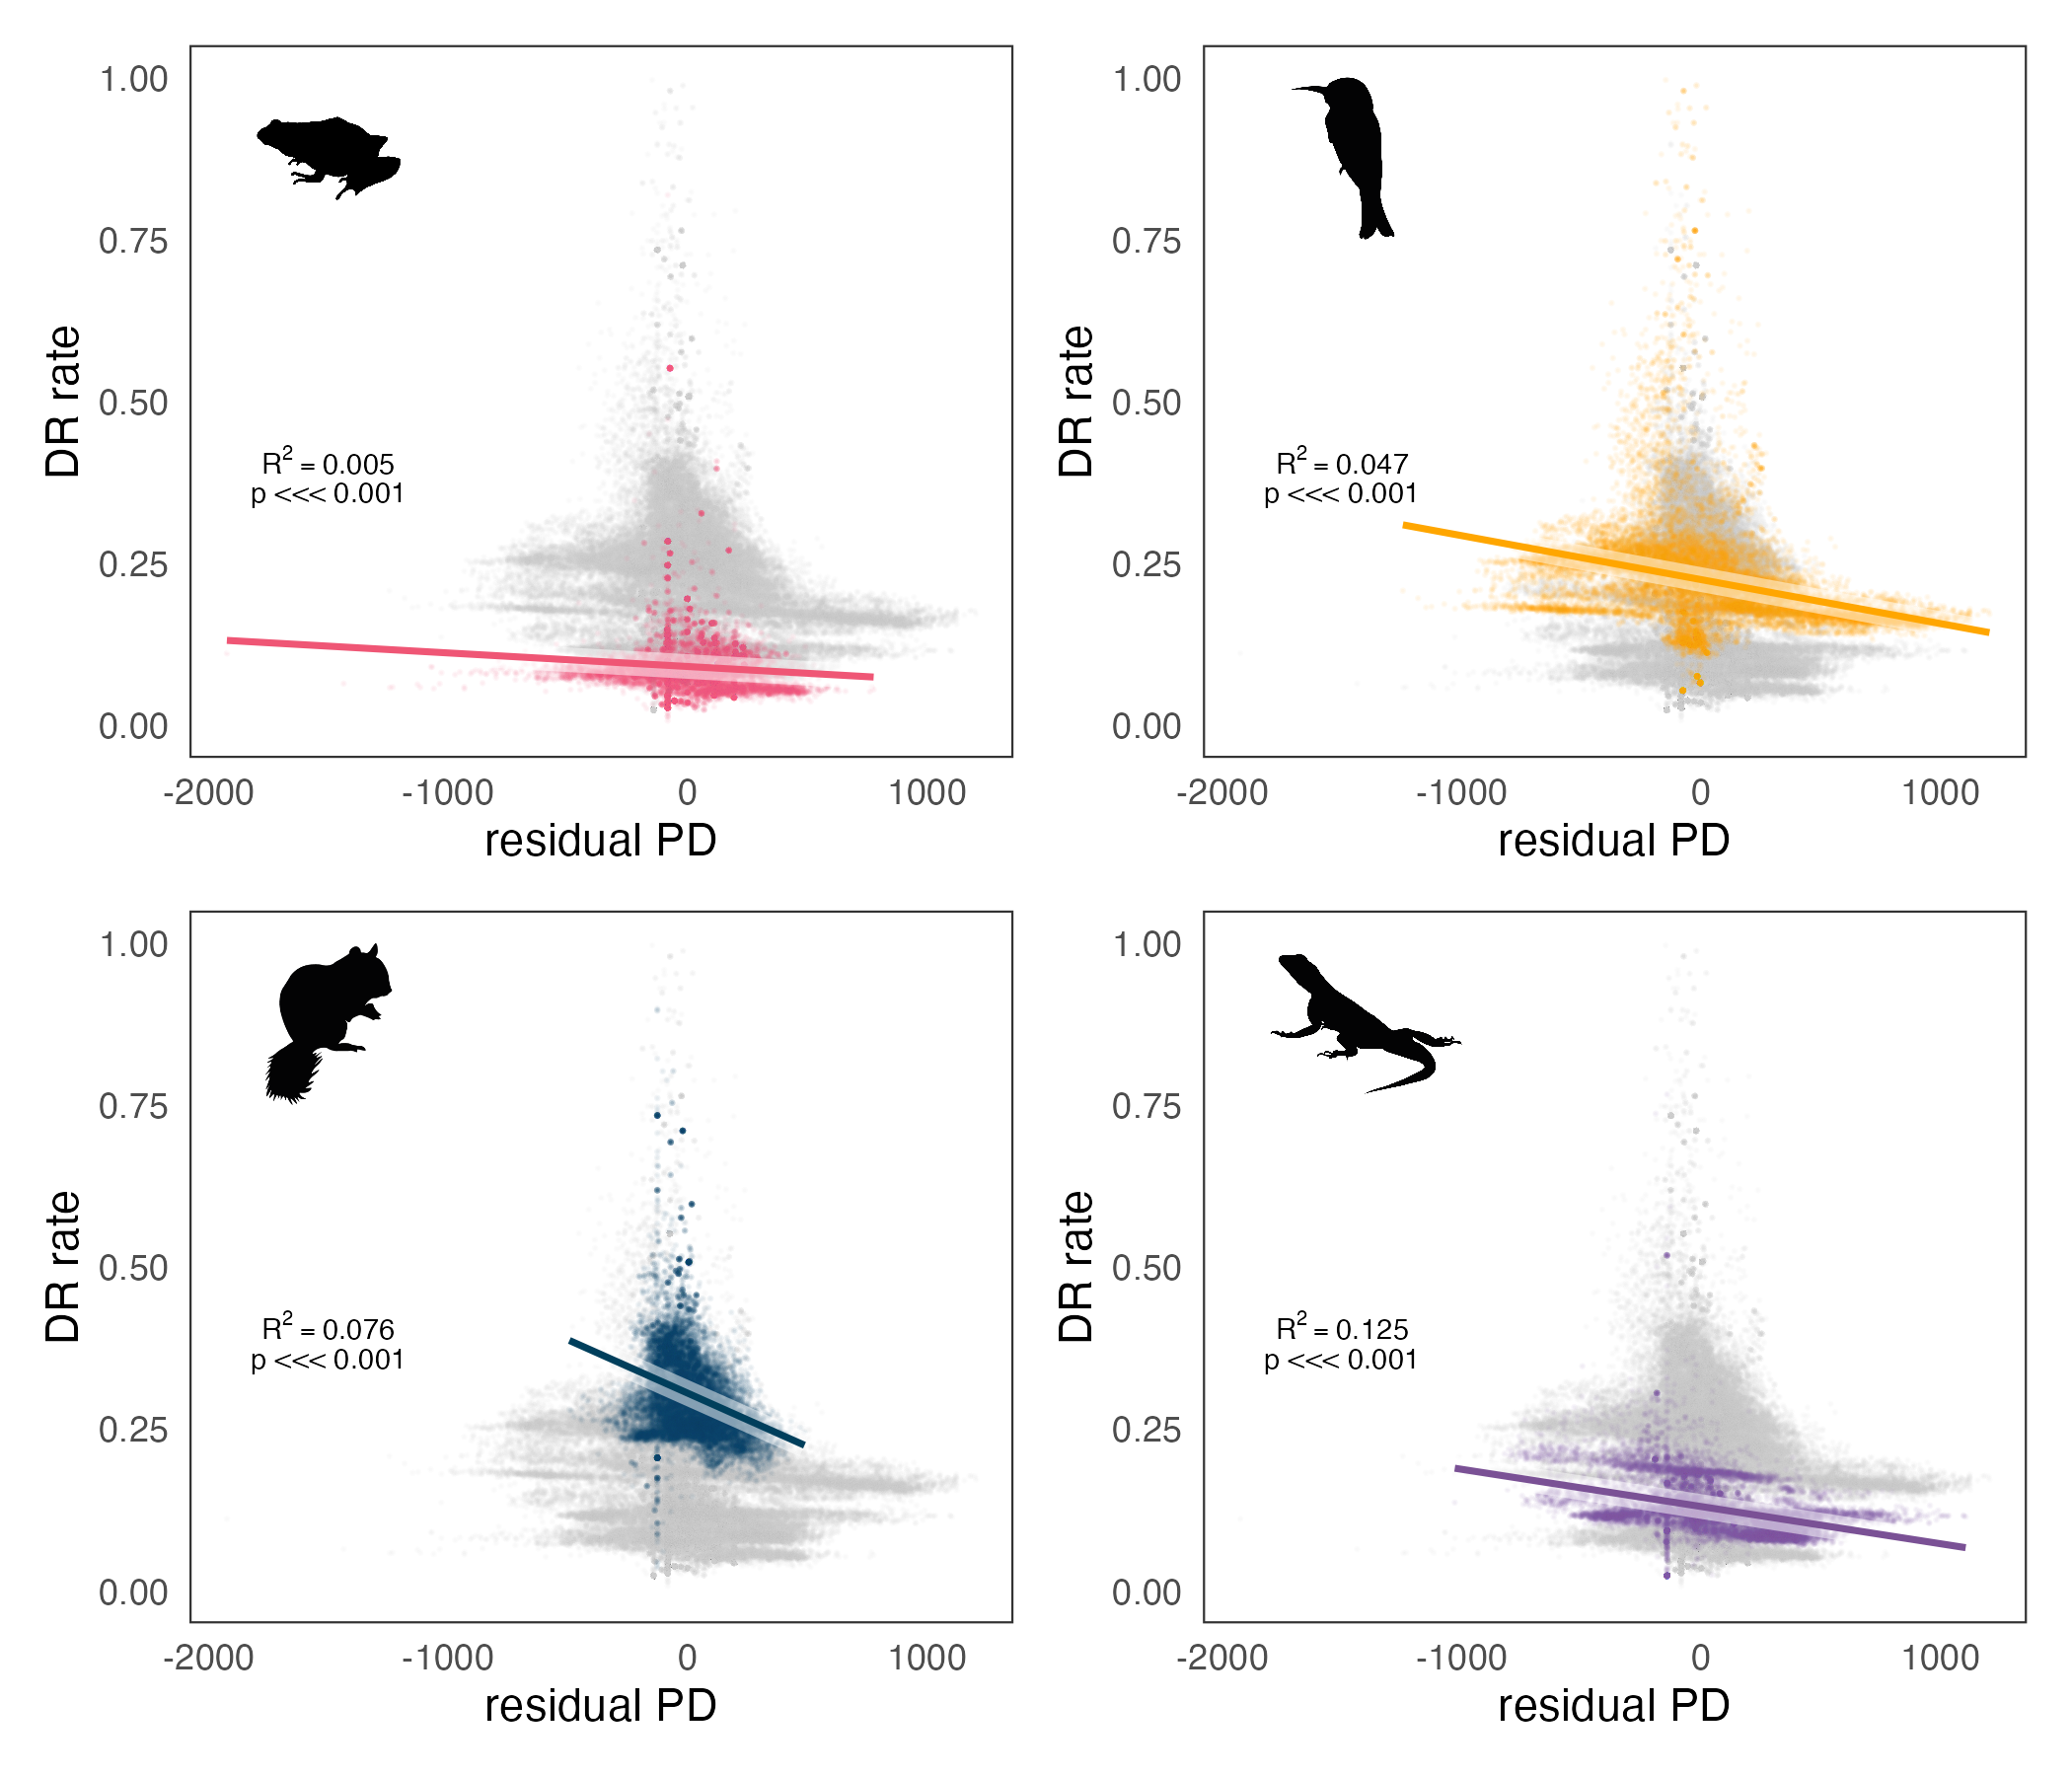 1.00
0.75
0.50
0.25
0.00
DR rate
R² = 0.005
p <<< 0.001
-2000 -1000 0 1000
residual PD
1.00
0.75
0.50
0.25
0.00
DR rate
R² = 0.047
p <<< 0.001
-2000 -1000 0 1000
residual PD
1.00
0.75
0.50
0.25
0.00
DR rate
R² = 0.076
p <<< 0.001
-2000 -1000 0 1000
residual PD
1.00
0.75
0.50
0.25
0.00
DR rate
R² = 0.125
p <<< 0.001
-2000 -1000 0 1000
residual PD